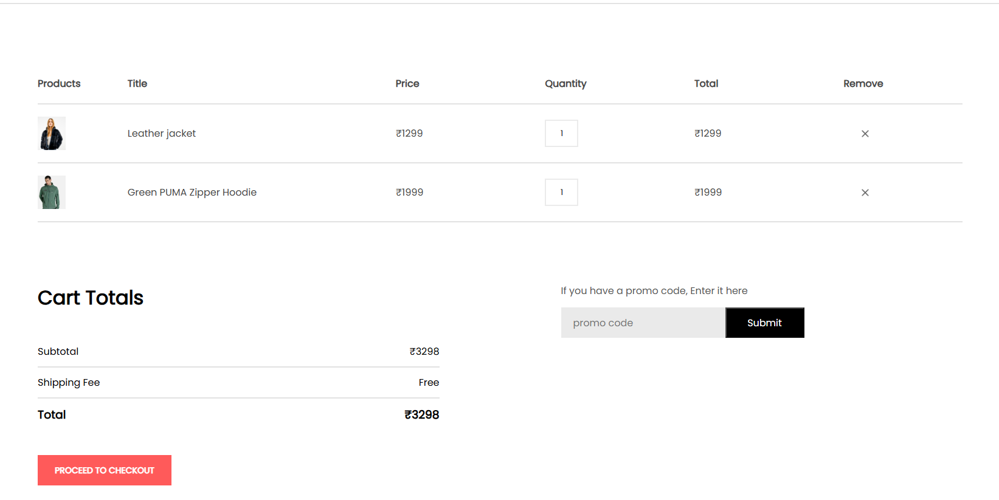 Products Title Price Quantity Total Remove
Leather jacket ₹1299 1 ₹1299 ×
Green PUMA Zipper Hoodie ₹1999 1 ₹1999 ×
Cart Totals
Subtotal ₹3298
Shipping Fee Free
Total ₹3298
PROCEED TO CHECKOUT
If you have a promo code, Enter it here
promo code Submit